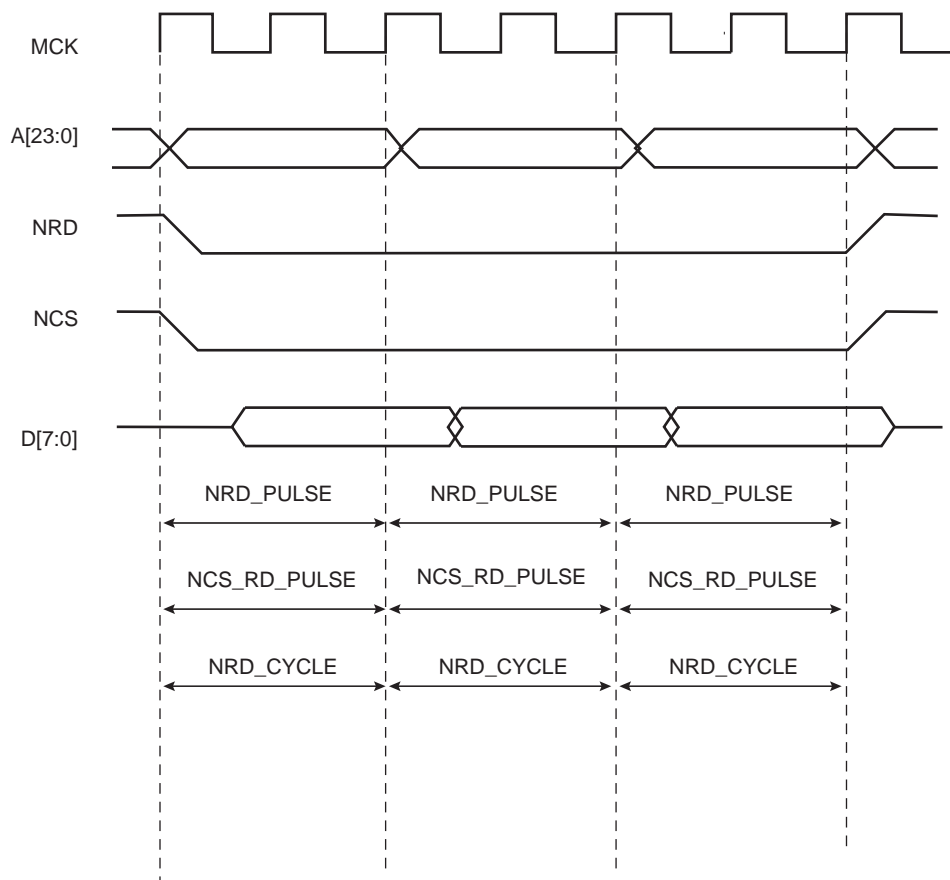 MCK
A[23:0]
NRD
NCS
D[7:0]
NRD_PULSE NRD_PULSE NRD_PULSE
NCS_RD_PULSE NCS_RD_PULSE NCS_RD_PULSE
NRD_CYCLE NRD_CYCLE NRD_CYCLE